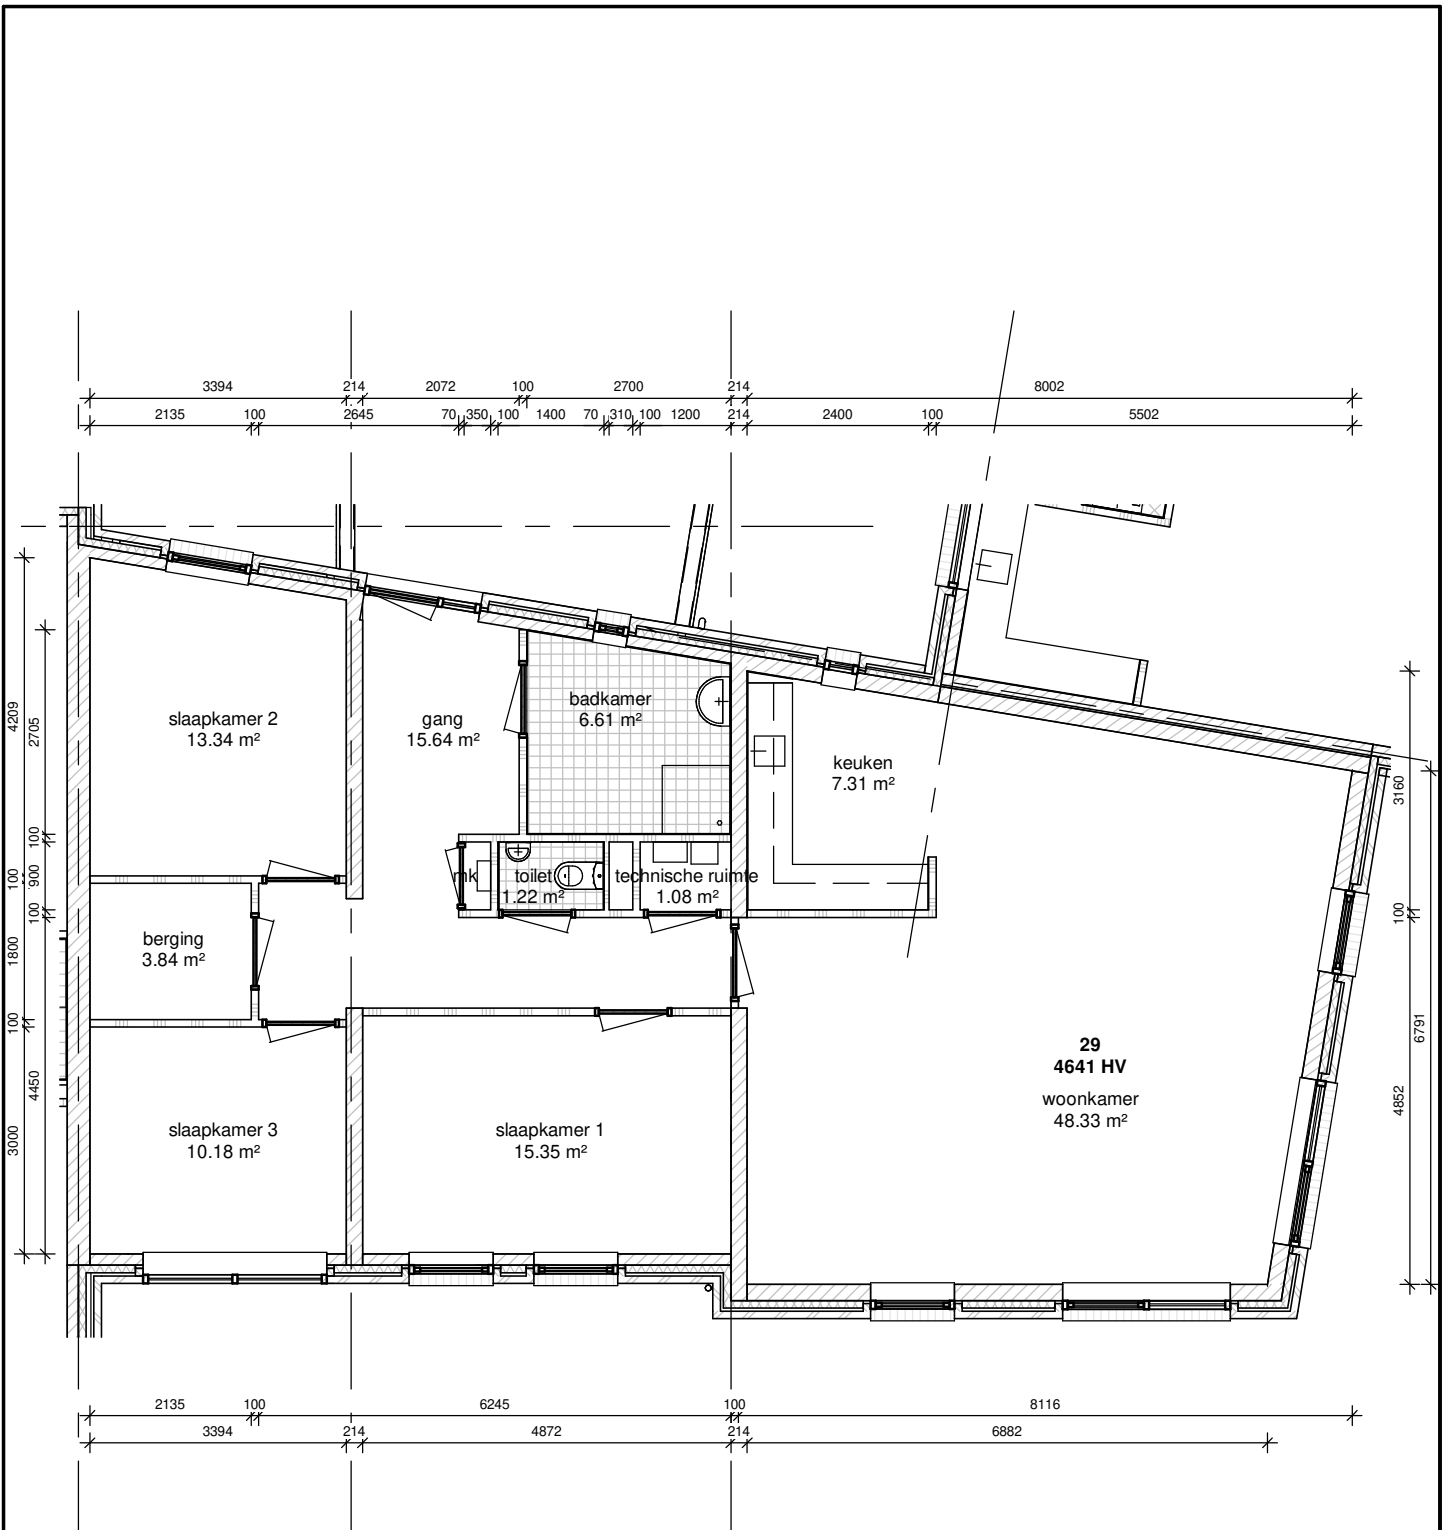 3394 214 2072 100 2700 214 8002
2135 100 2645 70 350 100 1400 70 310 100 1200 214 2400 100 5502
4209
2705
100
900
100
100
1800
100
4450
3000
slaapkamer 2
13.34 m²
gang
15.64 m²
badkamer
6.61 m²
keuken
7.31 m²
mk
toilet
1.22 m²
technische ruimte
1.08 m²
berging
3.84 m²
3160
100
6791
4852
29
4641 HV
woonkamer
48.33 m²
slaapkamer 3
10.18 m²
slaapkamer 1
15.35 m²
2135 100 6245 100 8116
3394 214 4872 214 6882